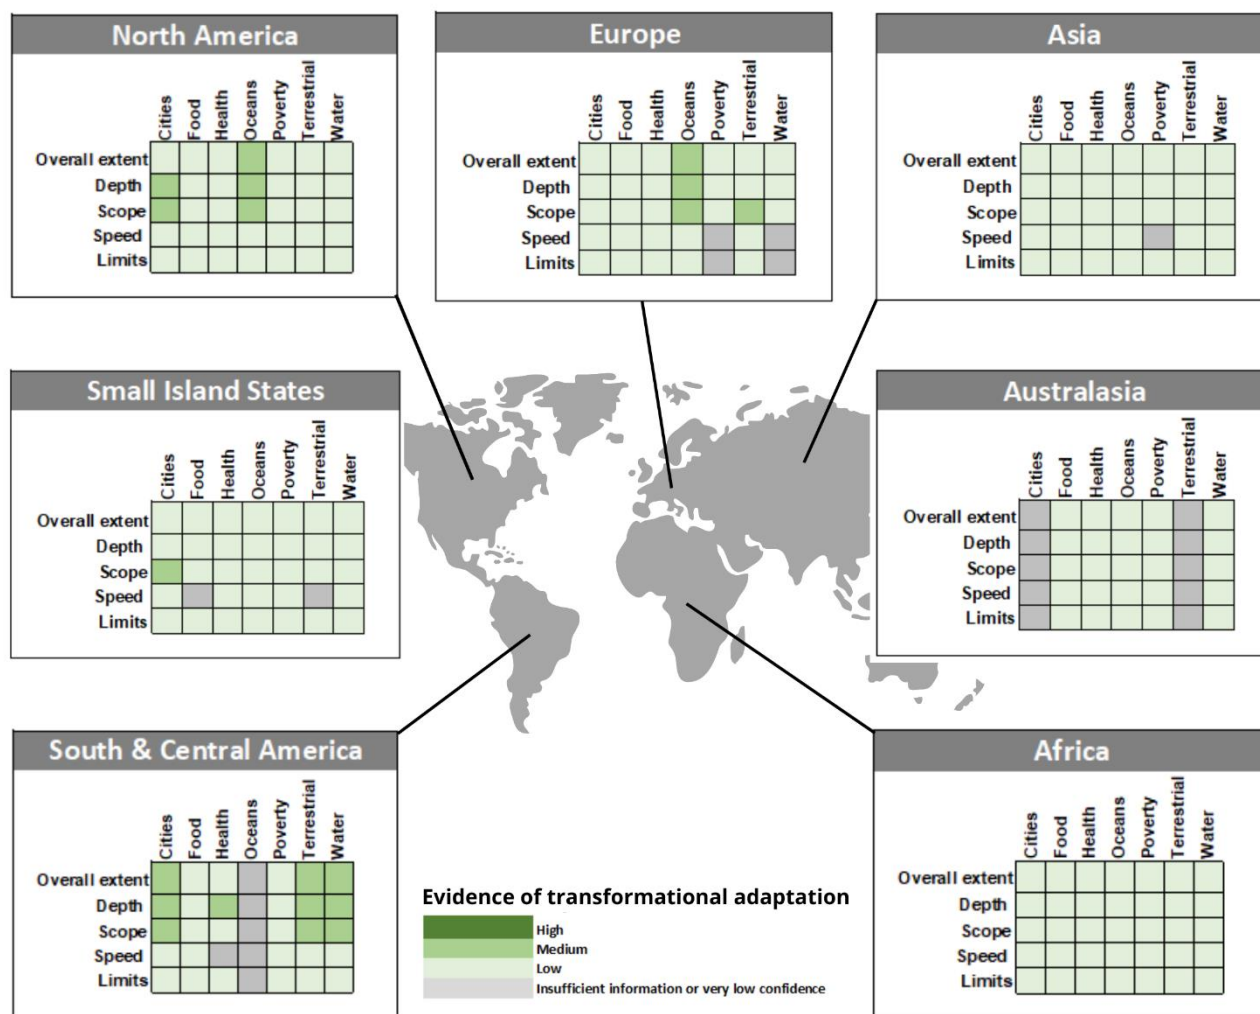 North America
Cities
Food
Health
Oceans
Poverty
Terrestrial
Water
Overall extent
Depth
Scope
Speed
Limits
Europe
Cities
Food
Health
Oceans
Poverty
Terrestrial
Water
Overall extent
Depth
Scope
Speed
Limits
Asia
Cities
Food
Health
Oceans
Poverty
Terrestrial
Water
Overall extent
Depth
Scope
Speed
Limits
Small Island States
Cities
Food
Health
Oceans
Poverty
Terrestrial
Water
Overall extent
Depth
Scope
Speed
Limits
Australasia
Cities
Food
Health
Oceans
Poverty
Terrestrial
Water
Overall extent
Depth
Scope
Speed
Limits
South & Central America
Cities
Food
Health
Oceans
Poverty
Terrestrial
Water
Overall extent
Depth
Scope
Speed
Limits
Evidence of transformational adaptation
High
Medium
Low
Insufficient information or very low confidence
Africa
Cities
Food
Health
Oceans
Poverty
Terrestrial
Water
Overall extent
Depth
Scope
Speed
Limits